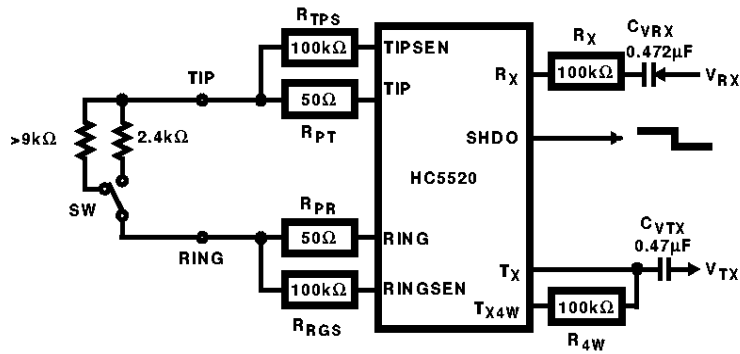 RTPS
100kΩ
TIPSEN
TIP
50Ω
TIP
RPT
>9kΩ
2.4kΩ
SW
RING
RPR
50Ω
RING
100kΩ
RINGSEN
RRGS
HC5520
RX
RX
100kΩ
CVRX
0.472μF
VRX
SHDO
TX
TX4W
100kΩ
R4W
CVTX
0.47μF
VTX